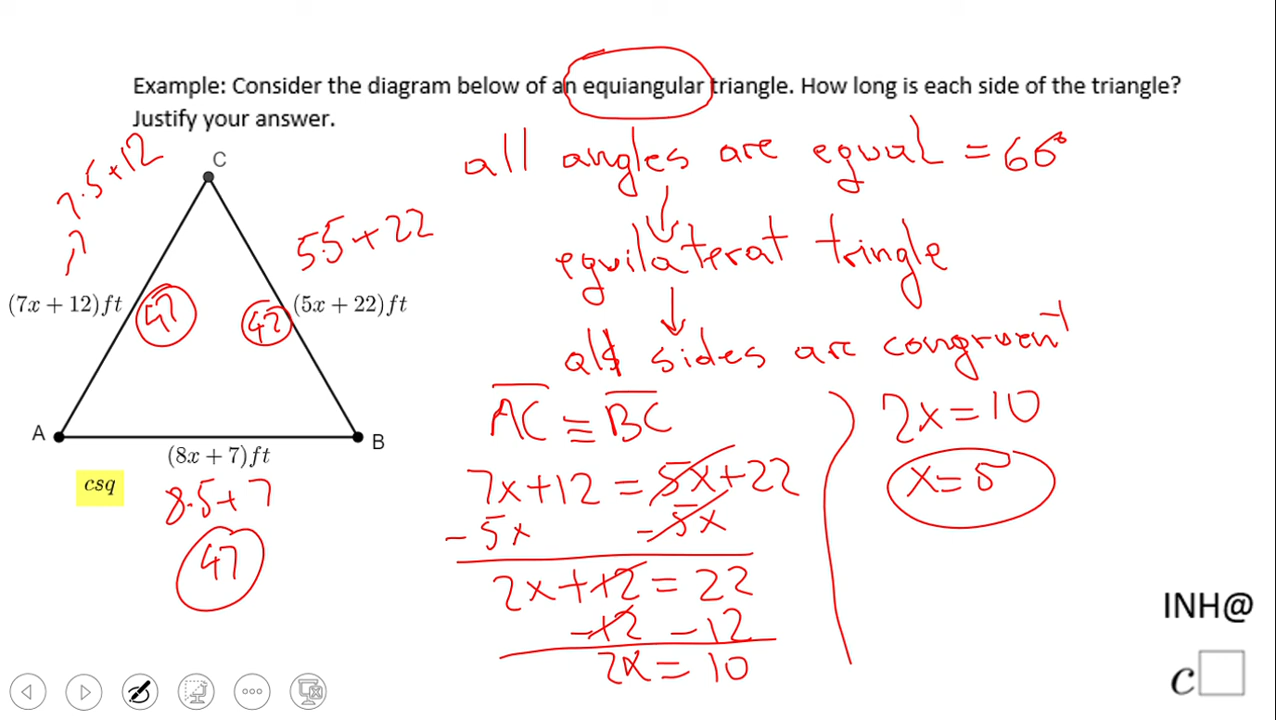 Example: Consider the diagram below of an equiangular triangle. How long is each side of the triangle?
Justify your answer.
all angles are equal = 60°
equilaterat tringle
all sides are congruent
7.5+12
C
5.5+22
(7x + 12)ft
47
47
(5x + 22)ft
A
B
(8x + 7)ft
csq
8.5+7
47
AC ≅ BC
7x+12 = 5x+22
-5x -5x
2x+12 = 22
-12 -12
2x = 10
2x=10
x=5
INH@
c